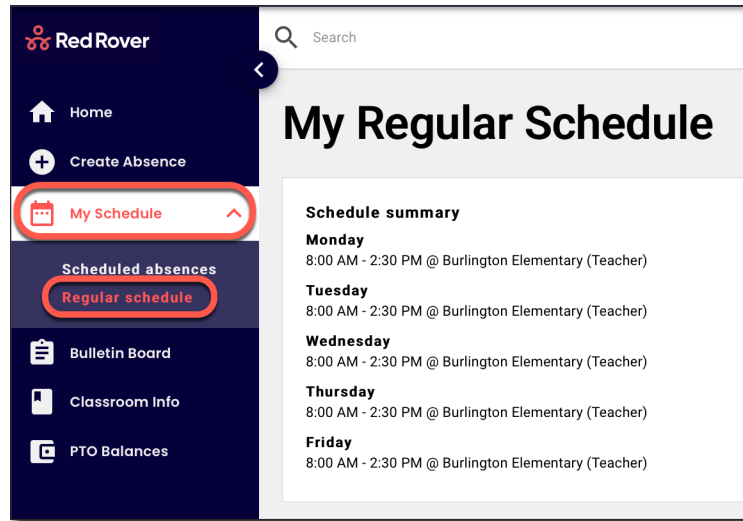 Red Rover
Search
Home
Create Absence
My Schedule
Scheduled absences
Regular schedule
Bulletin Board
Classroom Info
PTO Balances
My Regular Schedule
Schedule summary
Monday
8:00 AM - 2:30 PM @ Burlington Elementary (Teacher)
Tuesday
8:00 AM - 2:30 PM @ Burlington Elementary (Teacher)
Wednesday
8:00 AM - 2:30 PM @ Burlington Elementary (Teacher)
Thursday
8:00 AM - 2:30 PM @ Burlington Elementary (Teacher)
Friday
8:00 AM - 2:30 PM @ Burlington Elementary (Teacher)